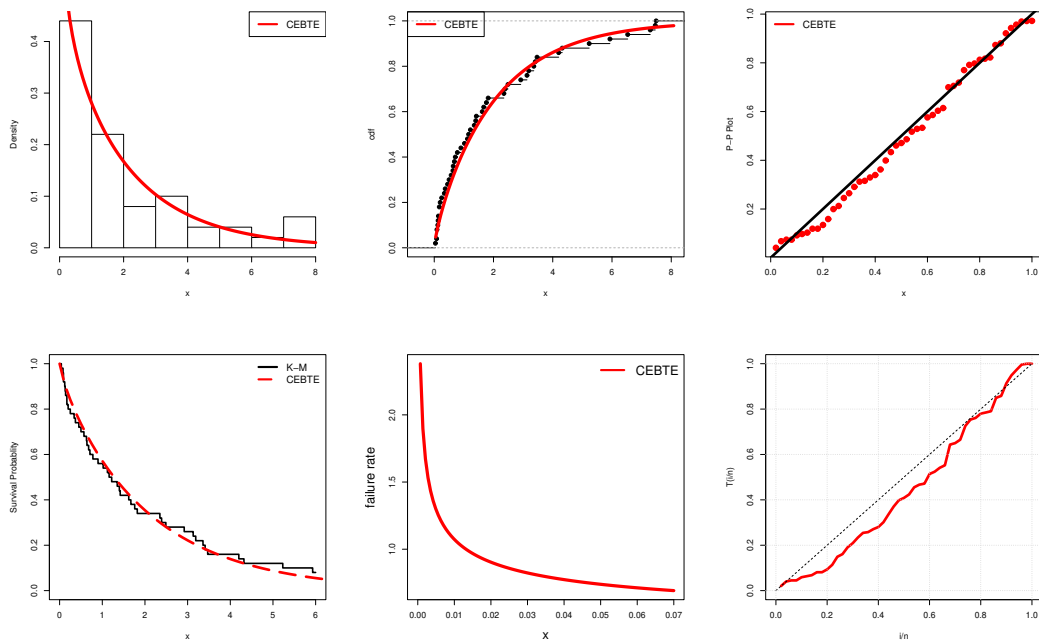 CEBTE
Density
0.0 0.1 0.2 0.3 0.4
0 2 4 6 8
x
CEBTE
cdf
0.0 0.2 0.4 0.6 0.8 1.0
0 2 4 6 8
x
CEBTE
P−P Plot
0.2 0.4 0.6 0.8 1.0
0.0 0.2 0.4 0.6 0.8 1.0
x
K−M
CEBTE
Survival Probability
0.0 0.2 0.4 0.6 0.8 1.0
0 1 2 3 4 5 6
x
CEBTE
failure rate
1.0 1.5 2.0
0.00 0.01 0.02 0.03 0.04 0.05 0.06 0.07
x
T(i/n)
0.0 0.2 0.4 0.6 0.8 1.0
0.0 0.2 0.4 0.6 0.8 1.0
i/n